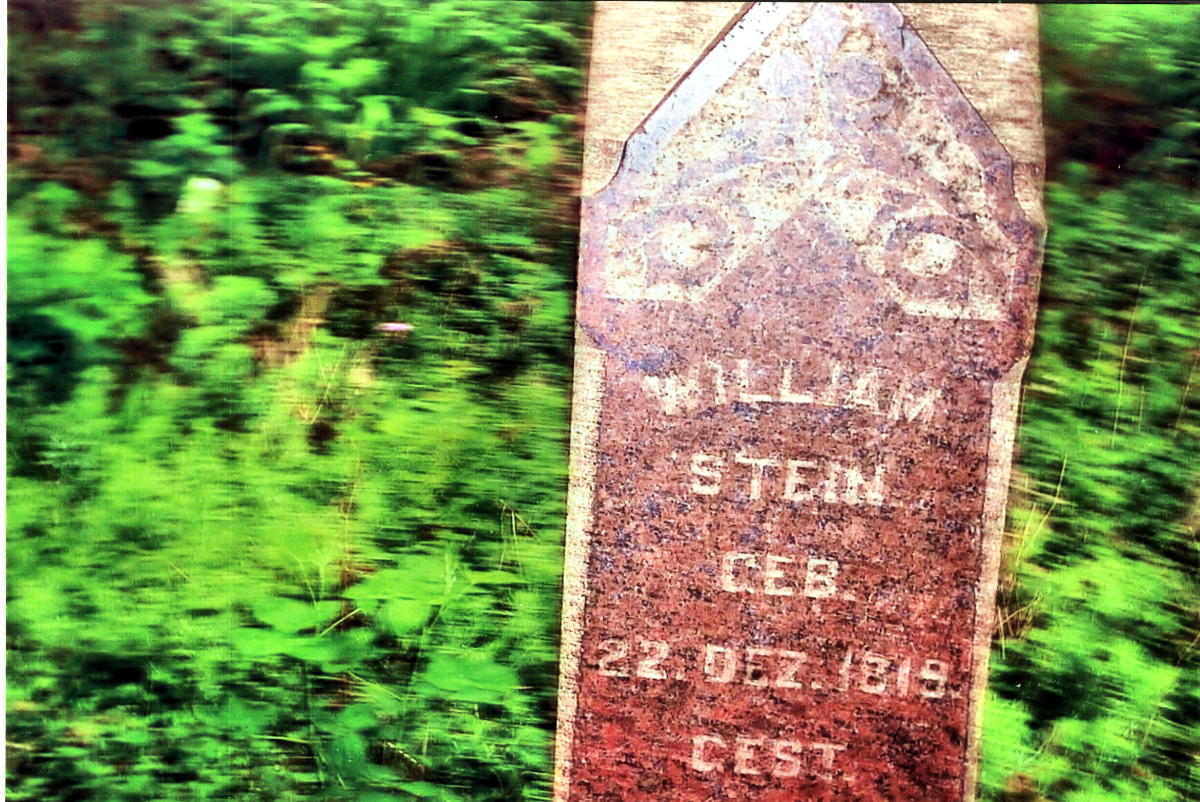 WILLIAM
STEIN
GEB.
22. DEZ. 1819.
GEST.